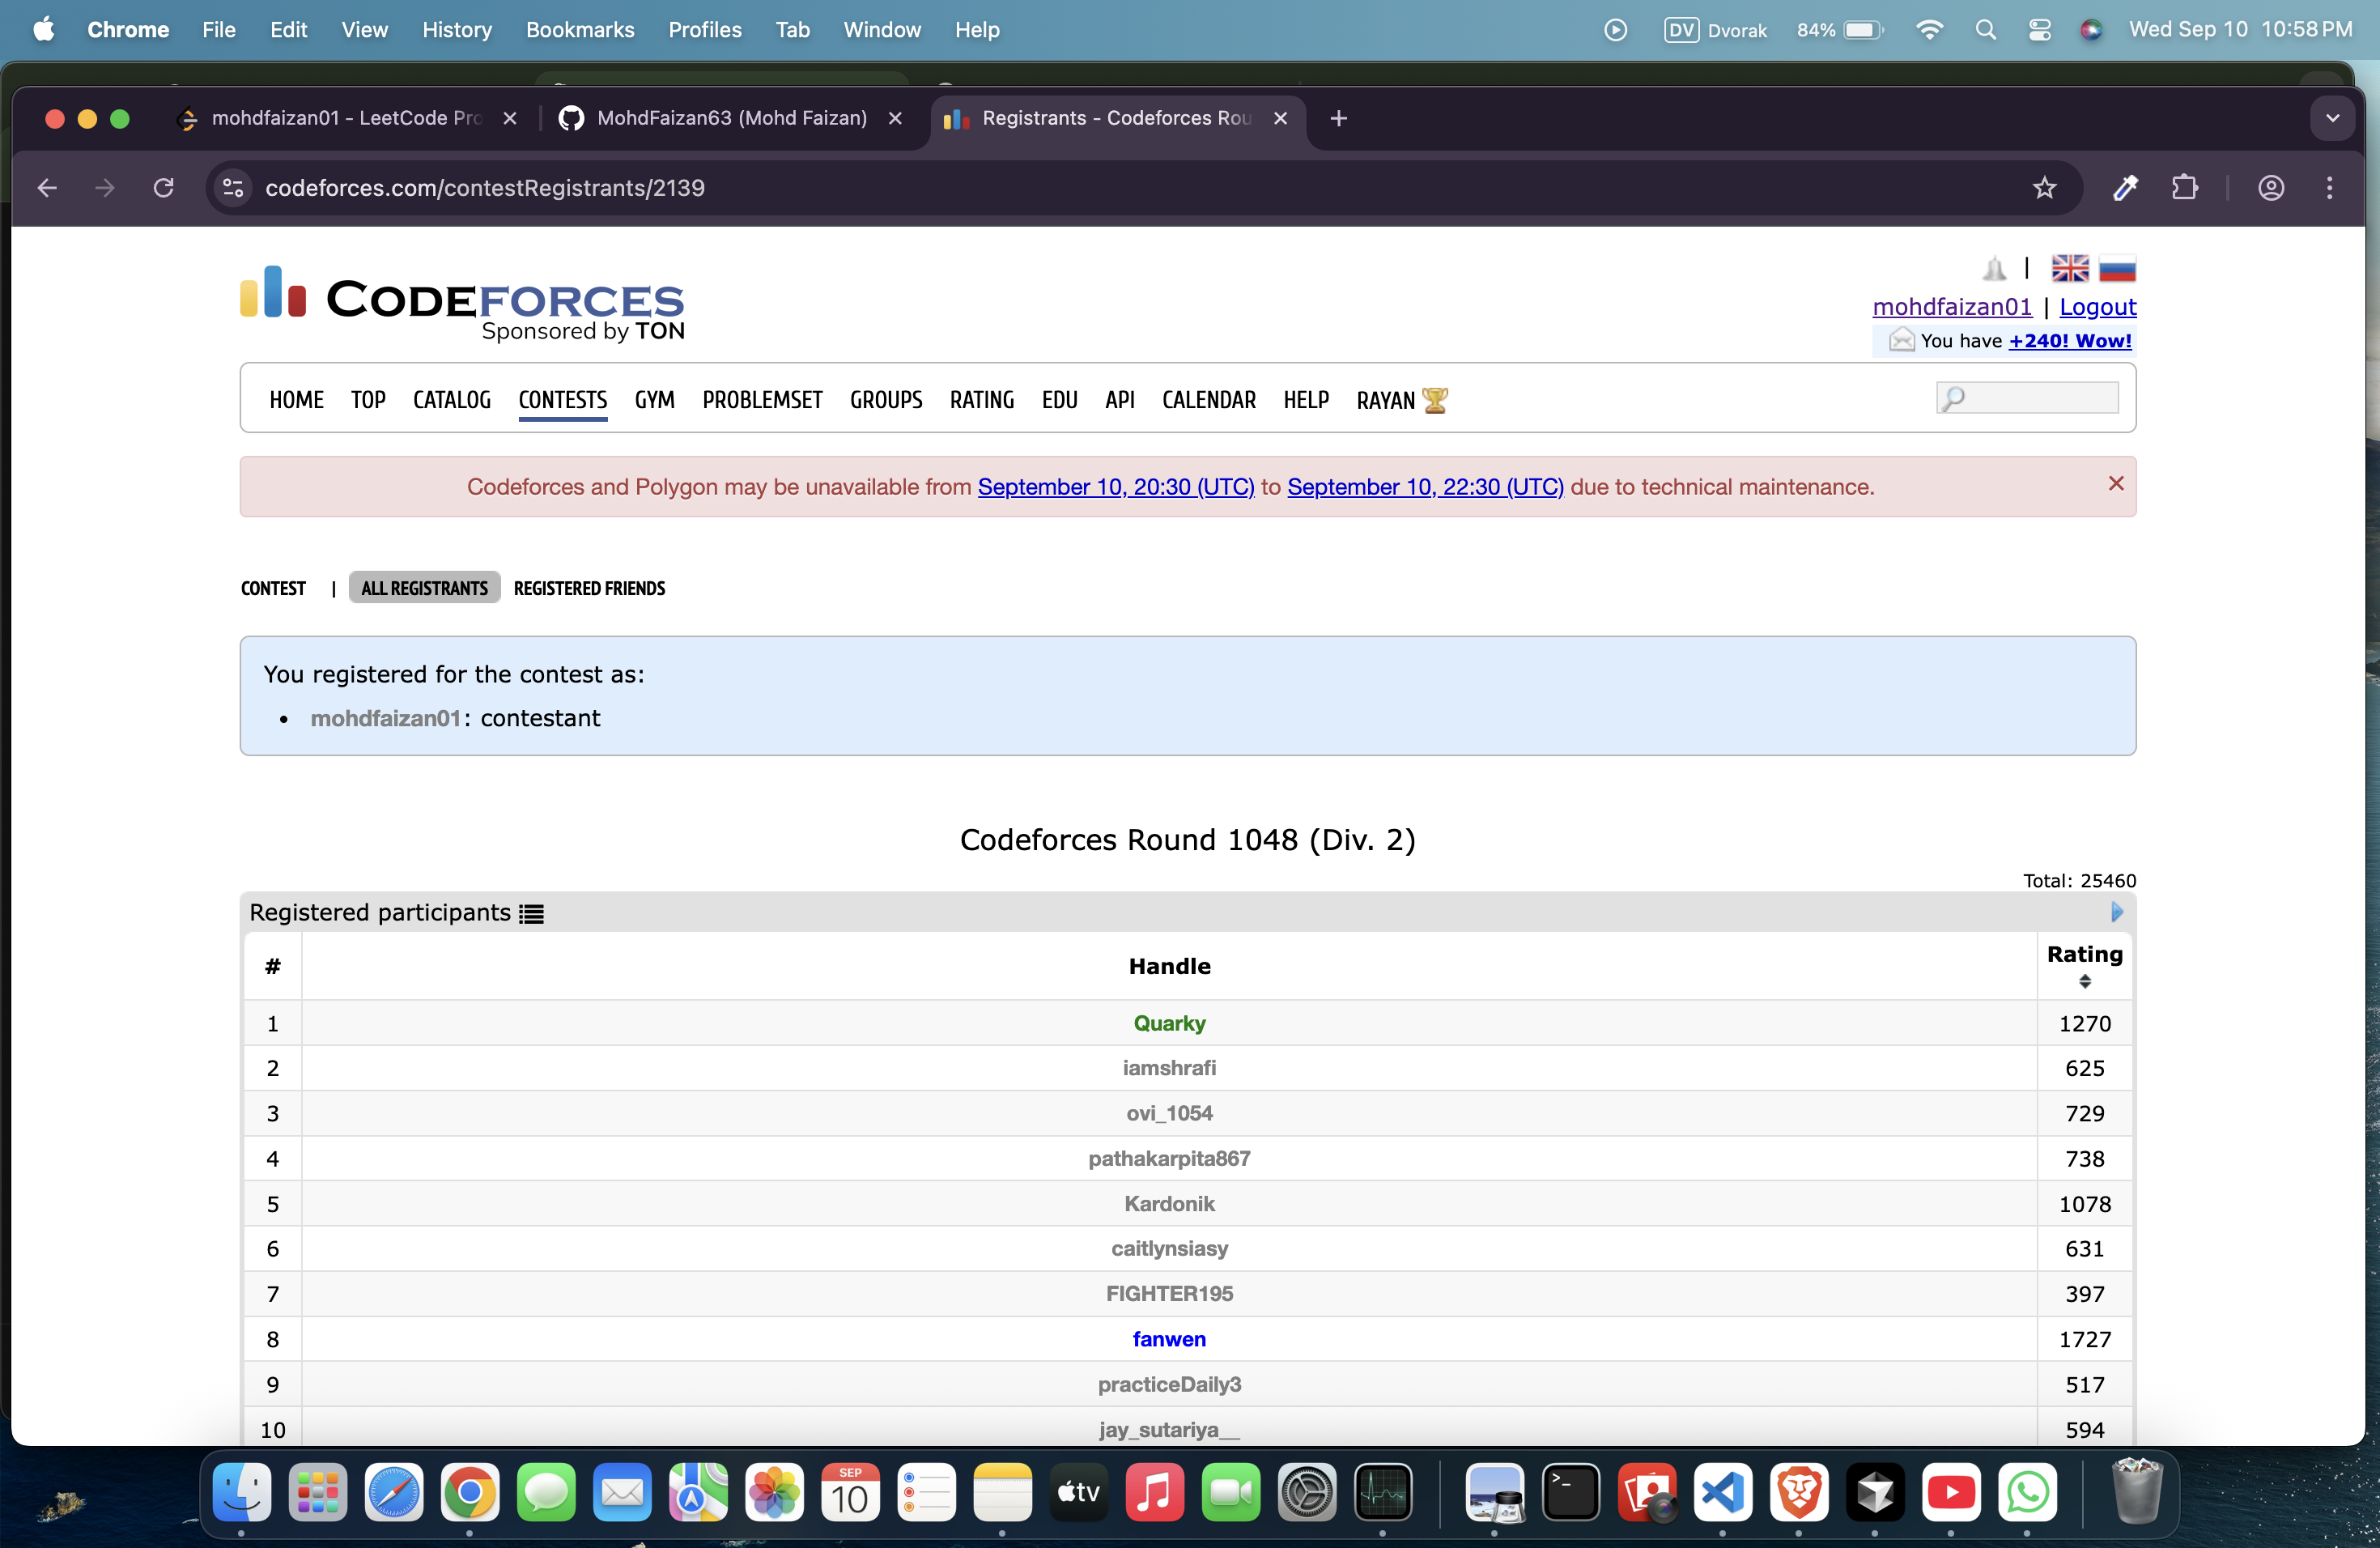 Chrome File Edit View History Bookmarks Profiles Tab Window Help DV Dvorak 84% Wed Sep 10 10:58 PM
mohdfaizan01 - LeetCode Pro MohdFaizan63 (Mohd Faizan) Registrants - Codeforces Rou
codeforces.com/contestRegistrants/2139
CODEFORCES
Sponsored by TON
mohdfaizan01 | Logout
You have +240! Wow!
HOME TOP CATALOG CONTESTS GYM PROBLEMSET GROUPS RATING EDU API CALENDAR HELP RAYAN
Codeforces and Polygon may be unavailable from September 10, 20:30 (UTC) to September 10, 22:30 (UTC) due to technical maintenance.
CONTEST | ALL REGISTRANTS REGISTERED FRIENDS
You registered for the contest as:
• mohdfaizan01: contestant
Codeforces Round 1048 (Div. 2)
Total: 25460
Registered participants
# Handle Rating
1 Quarky 1270
2 iamshrafi 625
3 ovi_1054 729
4 pathakarpita867 738
5 Kardonik 1078
6 caitlynsiasy 631
7 FIGHTER195 397
8 fanwen 1727
9 practiceDaily3 517
10 jay_sutariya__ 594
SEP
10
tv